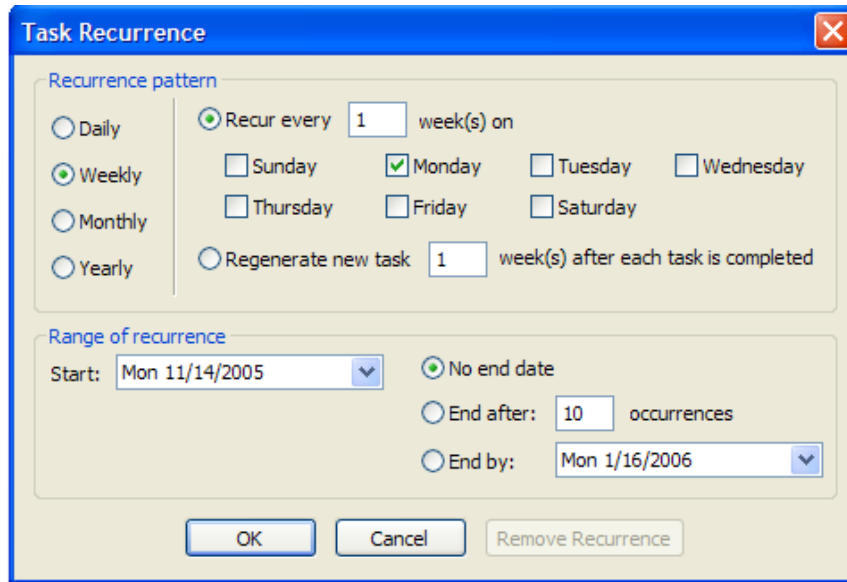 Task Recurrence
Recurrence pattern
Daily
Weekly
Monthly
Yearly
Recur every 1 week(s) on
Sunday Monday Tuesday Wednesday
Thursday Friday Saturday
Regenerate new task 1 week(s) after each task is completed
Range of recurrence
Start: Mon 11/14/2005
No end date
End after: 10 occurrences
End by: Mon 1/16/2006
OK Cancel Remove Recurrence